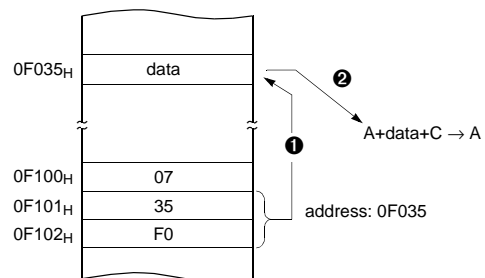 0F035H data
❷
A+data+C → A
❶
0F100H 07
0F101H 35
address: 0F035
0F102H F0